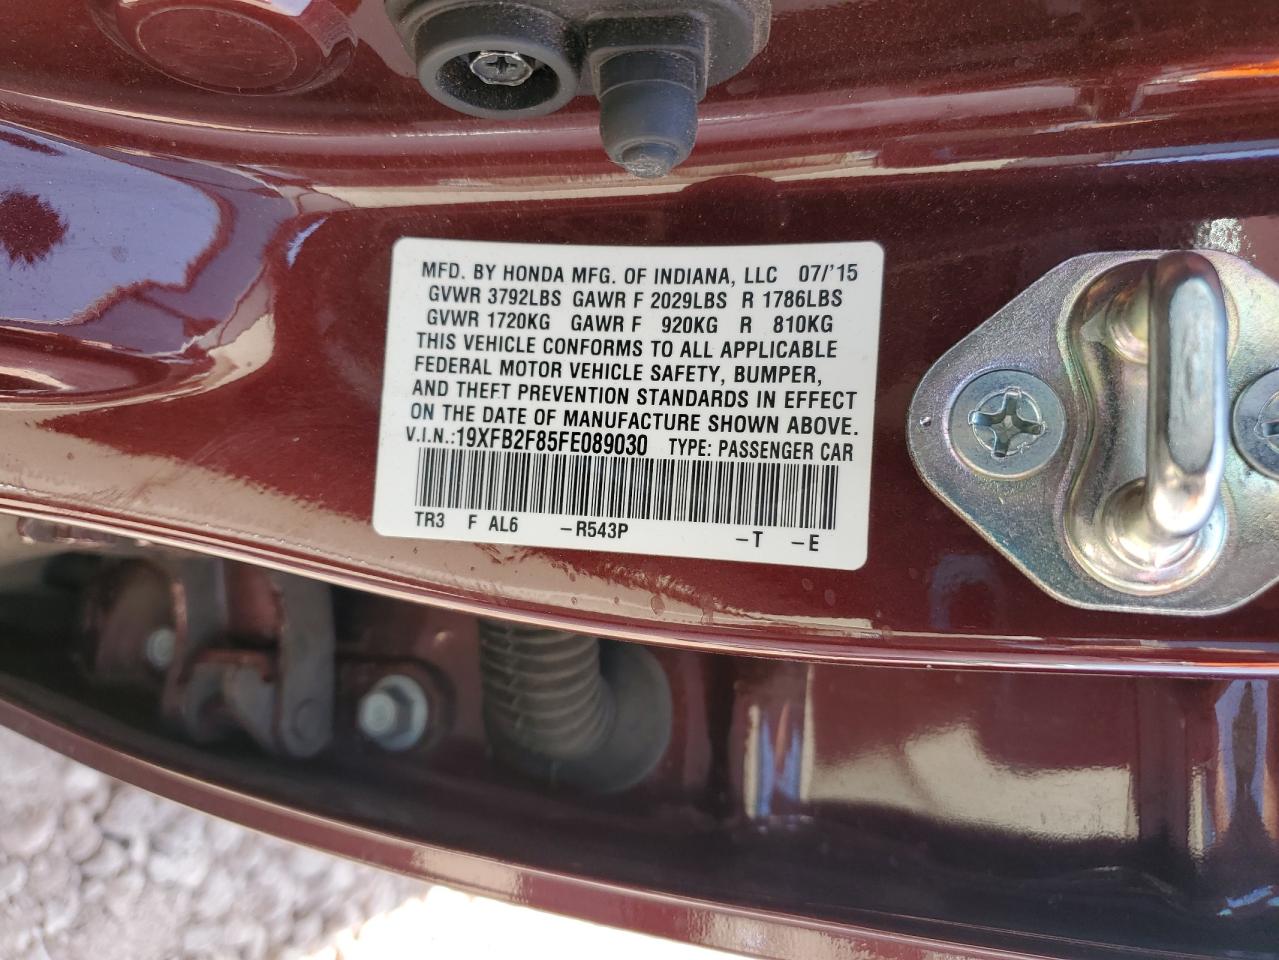 MFD. BY HONDA MFG. OF INDIANA, LLC 07/'15
GVWR 3792LBS GAWR F 2029LBS R 1786LBS
GVWR 1720KG GAWR F 920KG R 810KG
THIS VEHICLE CONFORMS TO ALL APPLICABLE
FEDERAL MOTOR VEHICLE SAFETY, BUMPER,
AND THEFT PREVENTION STANDARDS IN EFFECT
ON THE DATE OF MANUFACTURE SHOWN ABOVE.
V.I.N.:19XFB2F85FE089030 TYPE: PASSENGER CAR
TR3 F AL6 -R543P -T -E